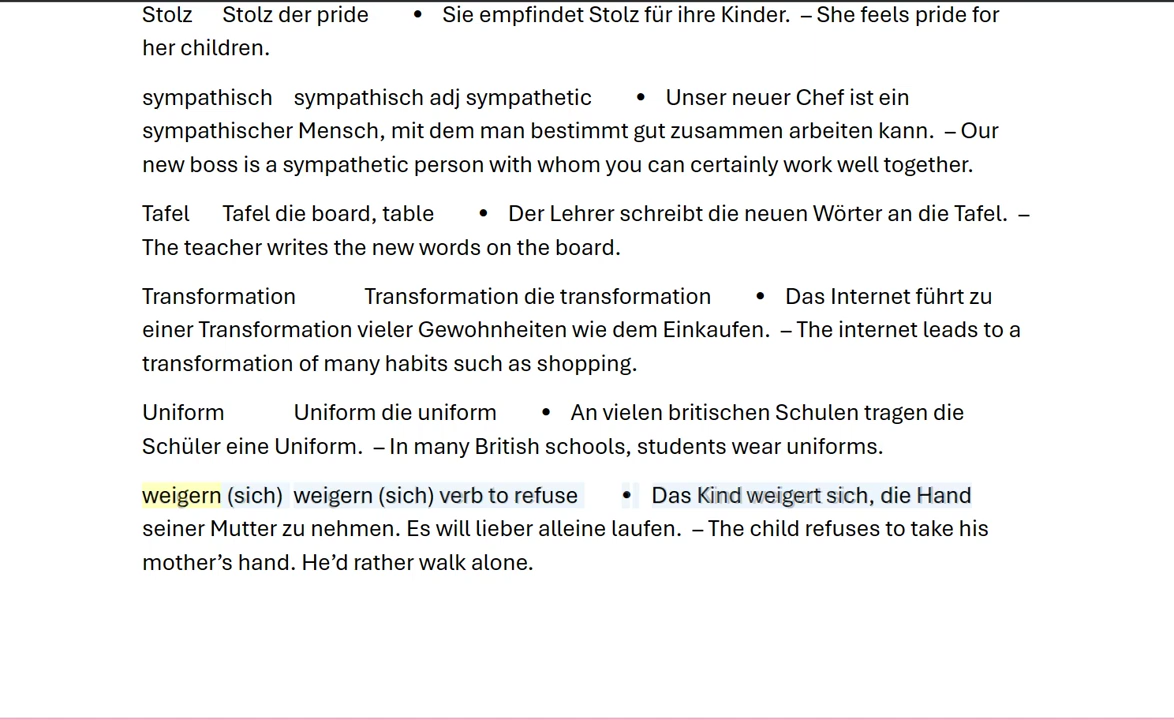 Stolz Stolz der pride • Sie empfindet Stolz für ihre Kinder. – She feels pride for
her children.
sympathisch sympathisch adj sympathetic • Unser neuer Chef ist ein
sympathischer Mensch, mit dem man bestimmt gut zusammen arbeiten kann. – Our
new boss is a sympathetic person with whom you can certainly work well together.
Tafel Tafel die board, table • Der Lehrer schreibt die neuen Wörter an die Tafel. –
The teacher writes the new words on the board.
Transformation Transformation die transformation • Das Internet führt zu
einer Transformation vieler Gewohnheiten wie dem Einkaufen. – The internet leads to a
transformation of many habits such as shopping.
Uniform Uniform die uniform • An vielen britischen Schulen tragen die
Schüler eine Uniform. – In many British schools, students wear uniforms.
weigern (sich) weigern (sich) verb to refuse • Das Kind weigert sich, die Hand
seiner Mutter zu nehmen. Es will lieber alleine laufen. – The child refuses to take his
mother’s hand. He’d rather walk alone.